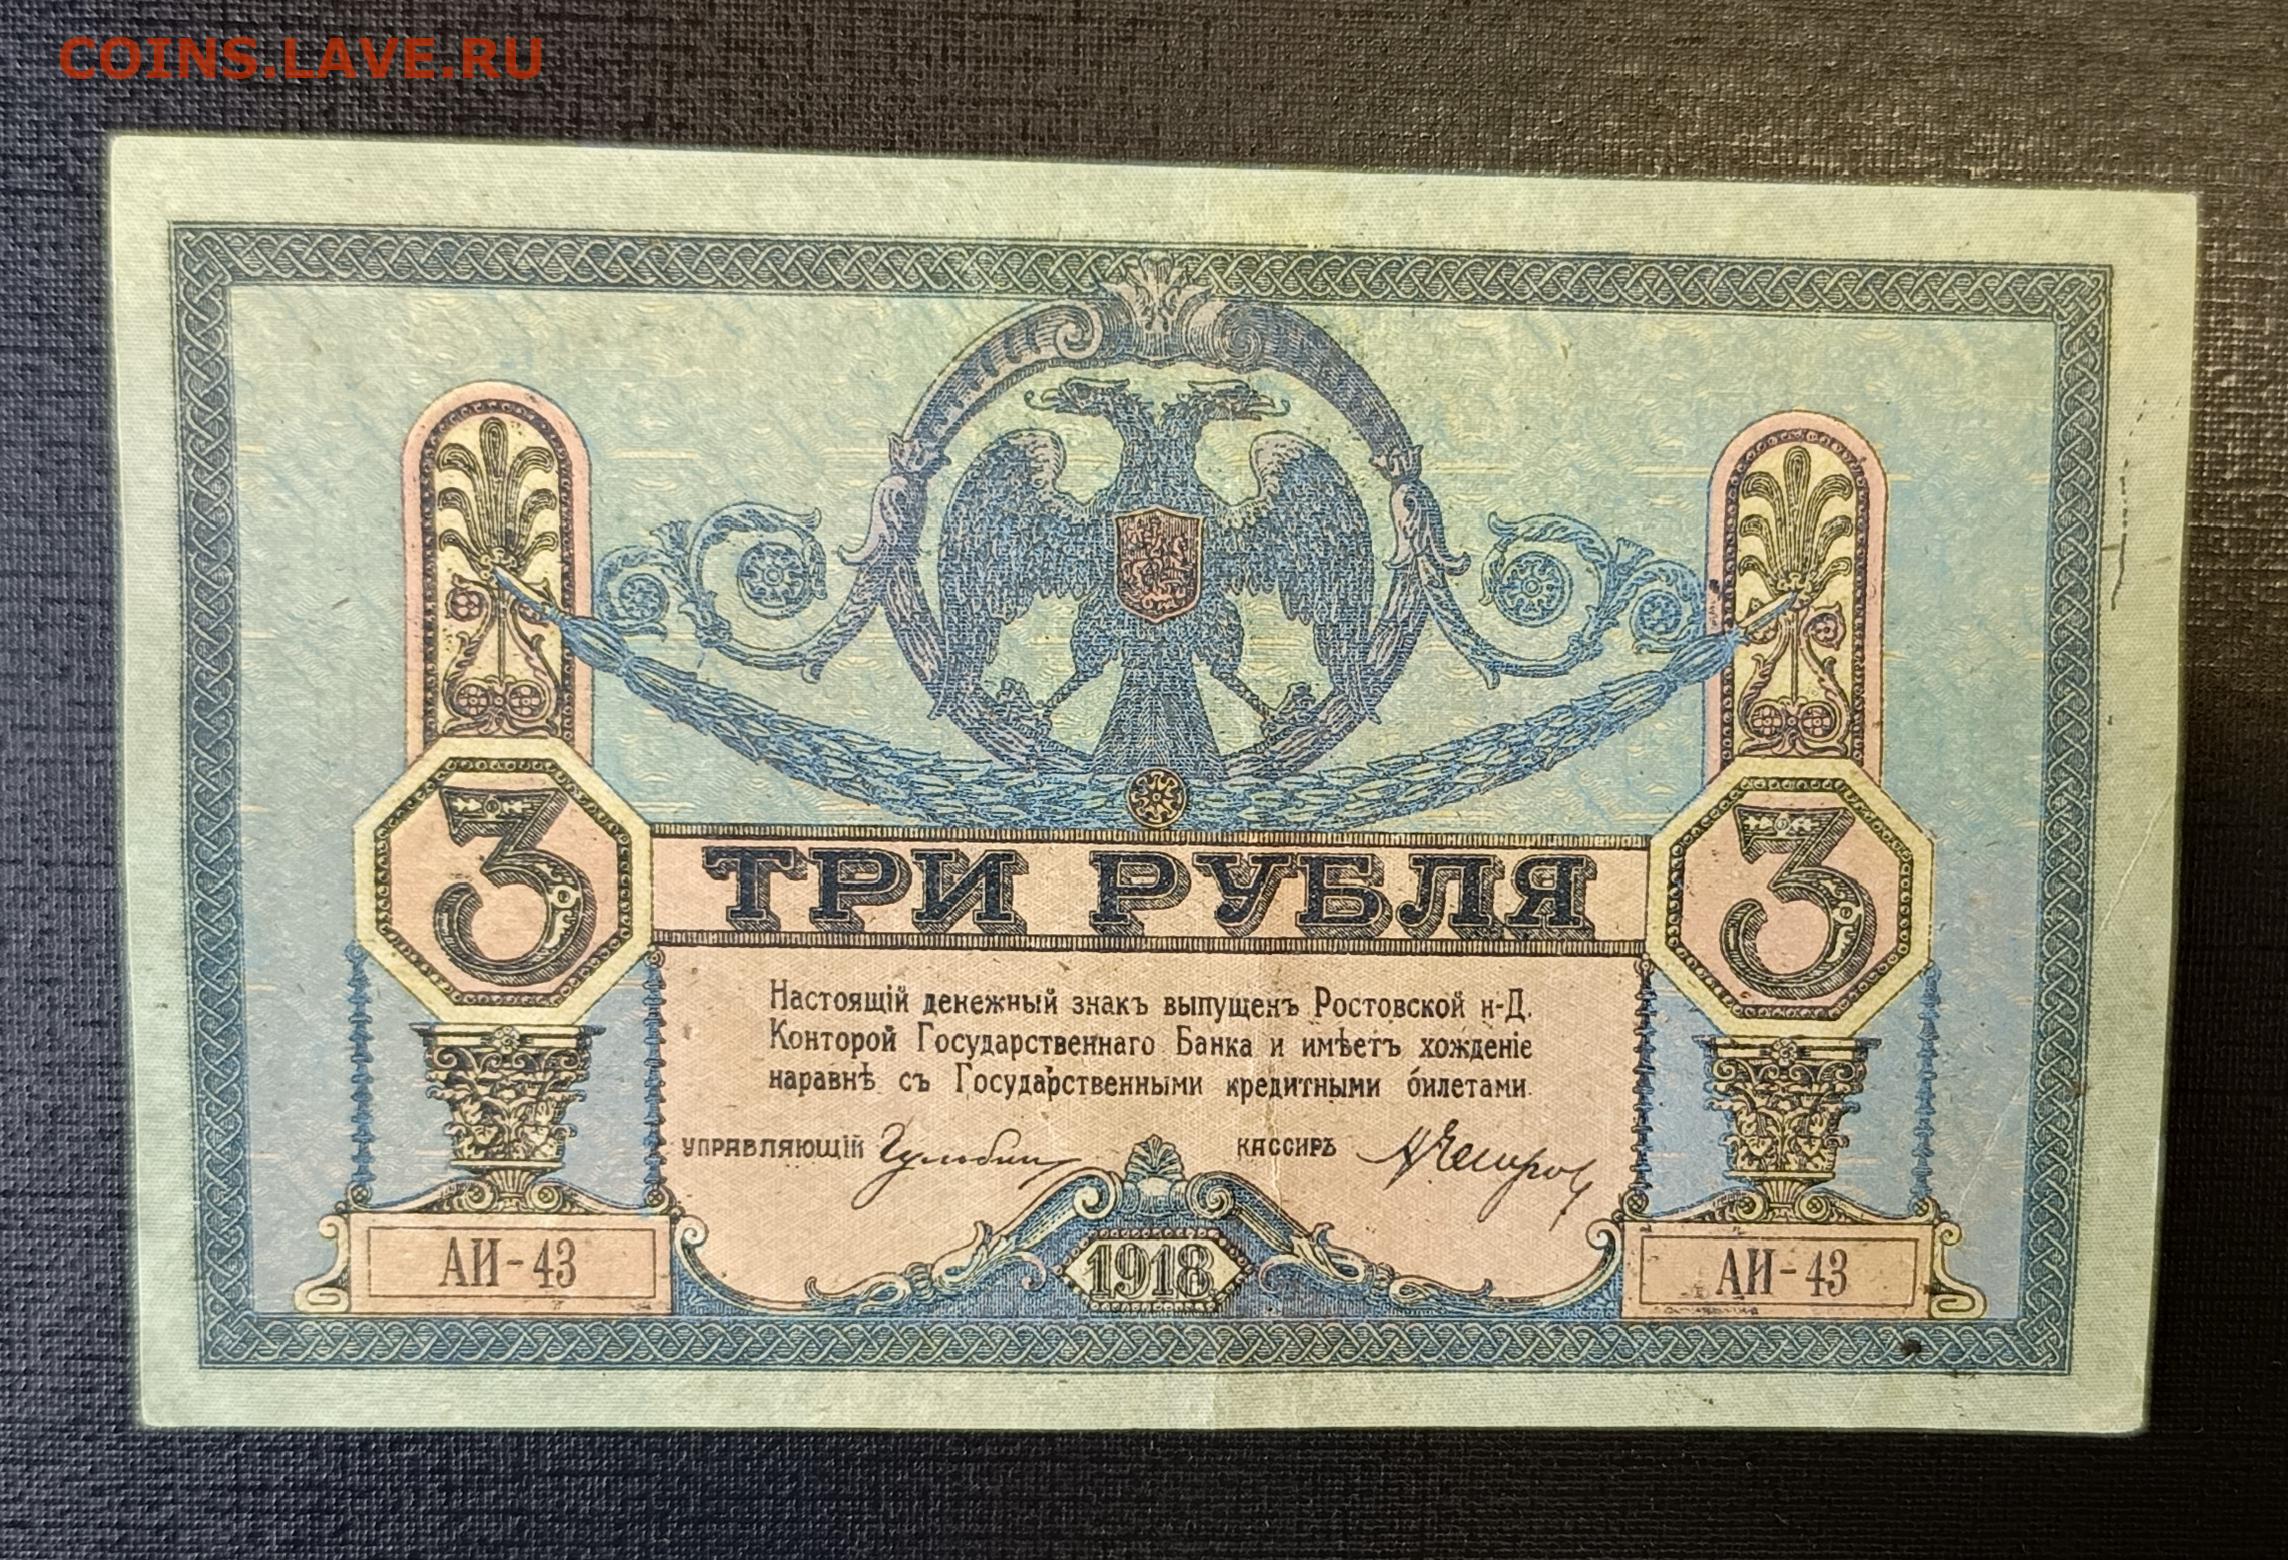 COINS.LAVE.RU
3
ТРИ РУБЛЯ
3
Настоящій денежный знакъ выпущенъ Ростовской н-Д.
Конторой Государственнаго Банка и имѣетъ хожденіе
наравнѣ съ Государственными кредитными билетами.
УПРАВЛЯЮЩІЙ
КАССИРЪ
АИ-43
1918
АИ-43